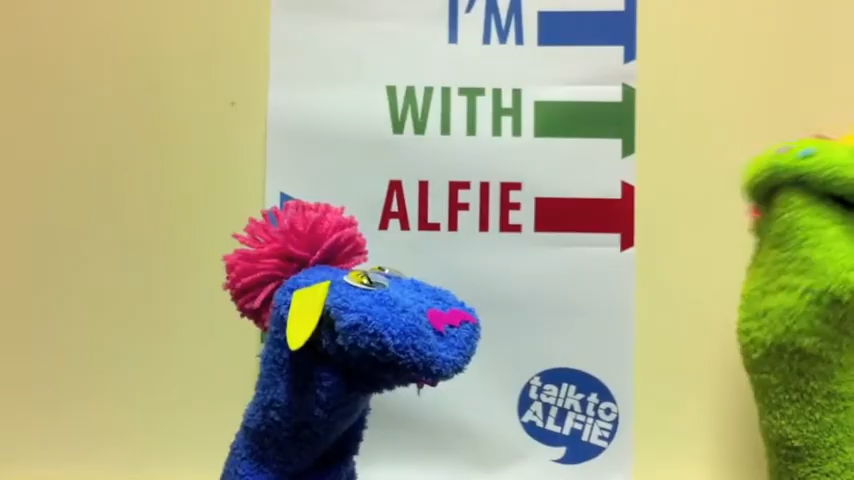 I'M
WITH
ALFIE
talk to
ALFiE